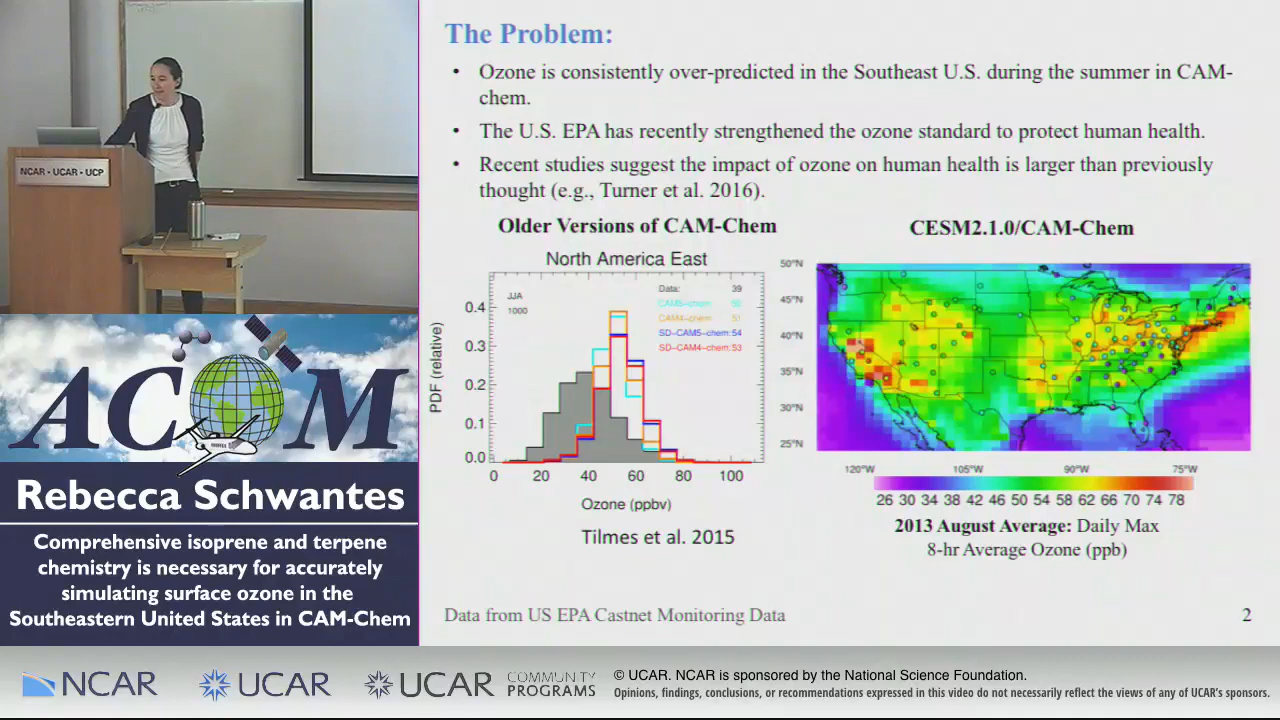 The Problem:
• Ozone is consistently over-predicted in the Southeast U.S. during the summer in CAM-
chem.
• The U.S. EPA has recently strengthened the ozone standard to protect human health.
• Recent studies suggest the impact of ozone on human health is larger than previously
thought (e.g., Turner et al. 2016).
Older Versions of CAM-Chem
North America East
JJA
1000
Data: 39
CAM5-chem: 50
CAM4-chem: 51
SD-CAM5-chem: 54
SD-CAM4-chem: 53
PDF (relative)
0.4
0.3
0.2
0.1
0.0
0 20 40 60 80 100
Ozone (ppbv)
Tilmes et al. 2015
CESM2.1.0/CAM-Chem
50°N
45°N
40°N
35°N
30°N
25°N
120°W 105°W 90°W 75°W
26 30 34 38 42 46 50 54 58 62 66 70 74 78
2013 August Average: Daily Max
8-hr Average Ozone (ppb)
Data from US EPA Castnet Monitoring Data
2
NCAR - UCAR - UCP
ACOM
Rebecca Schwantes
Comprehensive isoprene and terpene
chemistry is necessary for accurately
simulating surface ozone in the
Southeastern United States in CAM-Chem
NCAR
UCAR
UCAR
COMMUNITY
PROGRAMS
© UCAR. NCAR is sponsored by the National Science Foundation.
Opinions, findings, conclusions, or recommendations expressed in this video do not necessarily reflect the views of any of UCAR's sponsors.